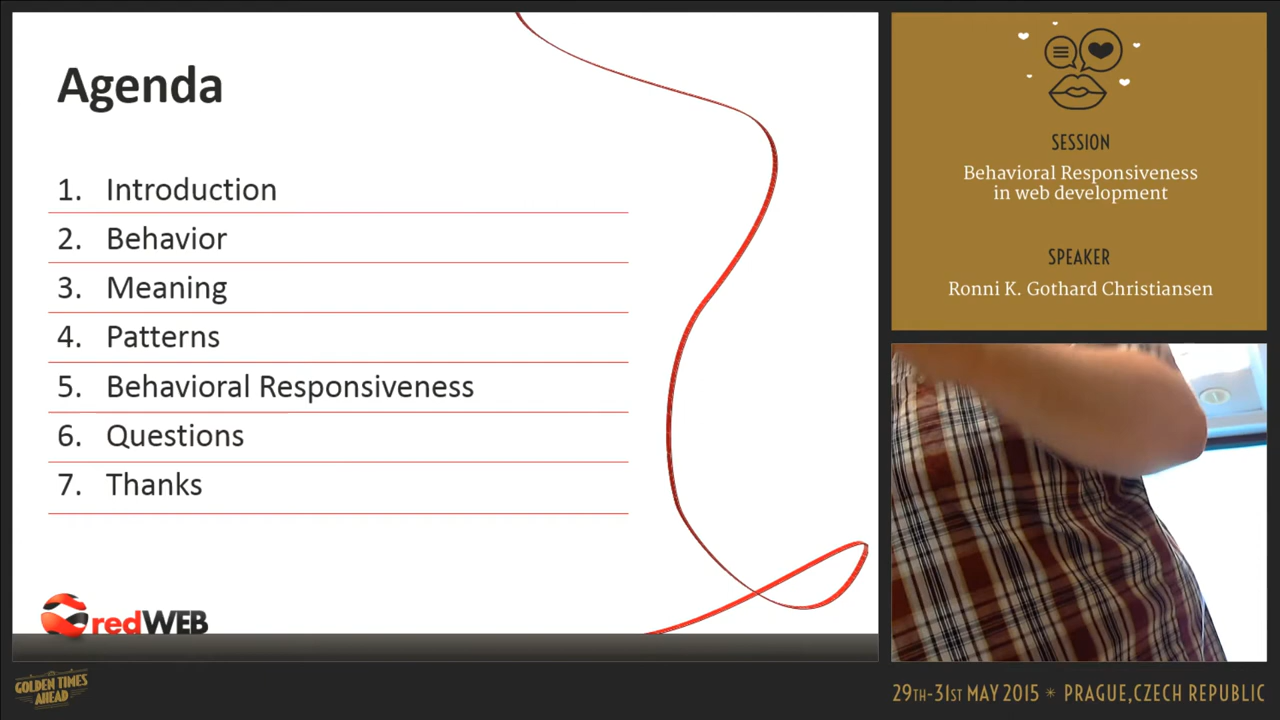 Agenda
1. Introduction
2. Behavior
3. Meaning
4. Patterns
5. Behavioral Responsiveness
6. Questions
7. Thanks
redWEB
SESSION
Behavioral Responsiveness
in web development
SPEAKER
Ronni K. Gothard Christiansen
GOLDEN TIMES
AHEAD
29TH-31ST MAY 2015 * PRAGUE,CZECH REPUBLIC